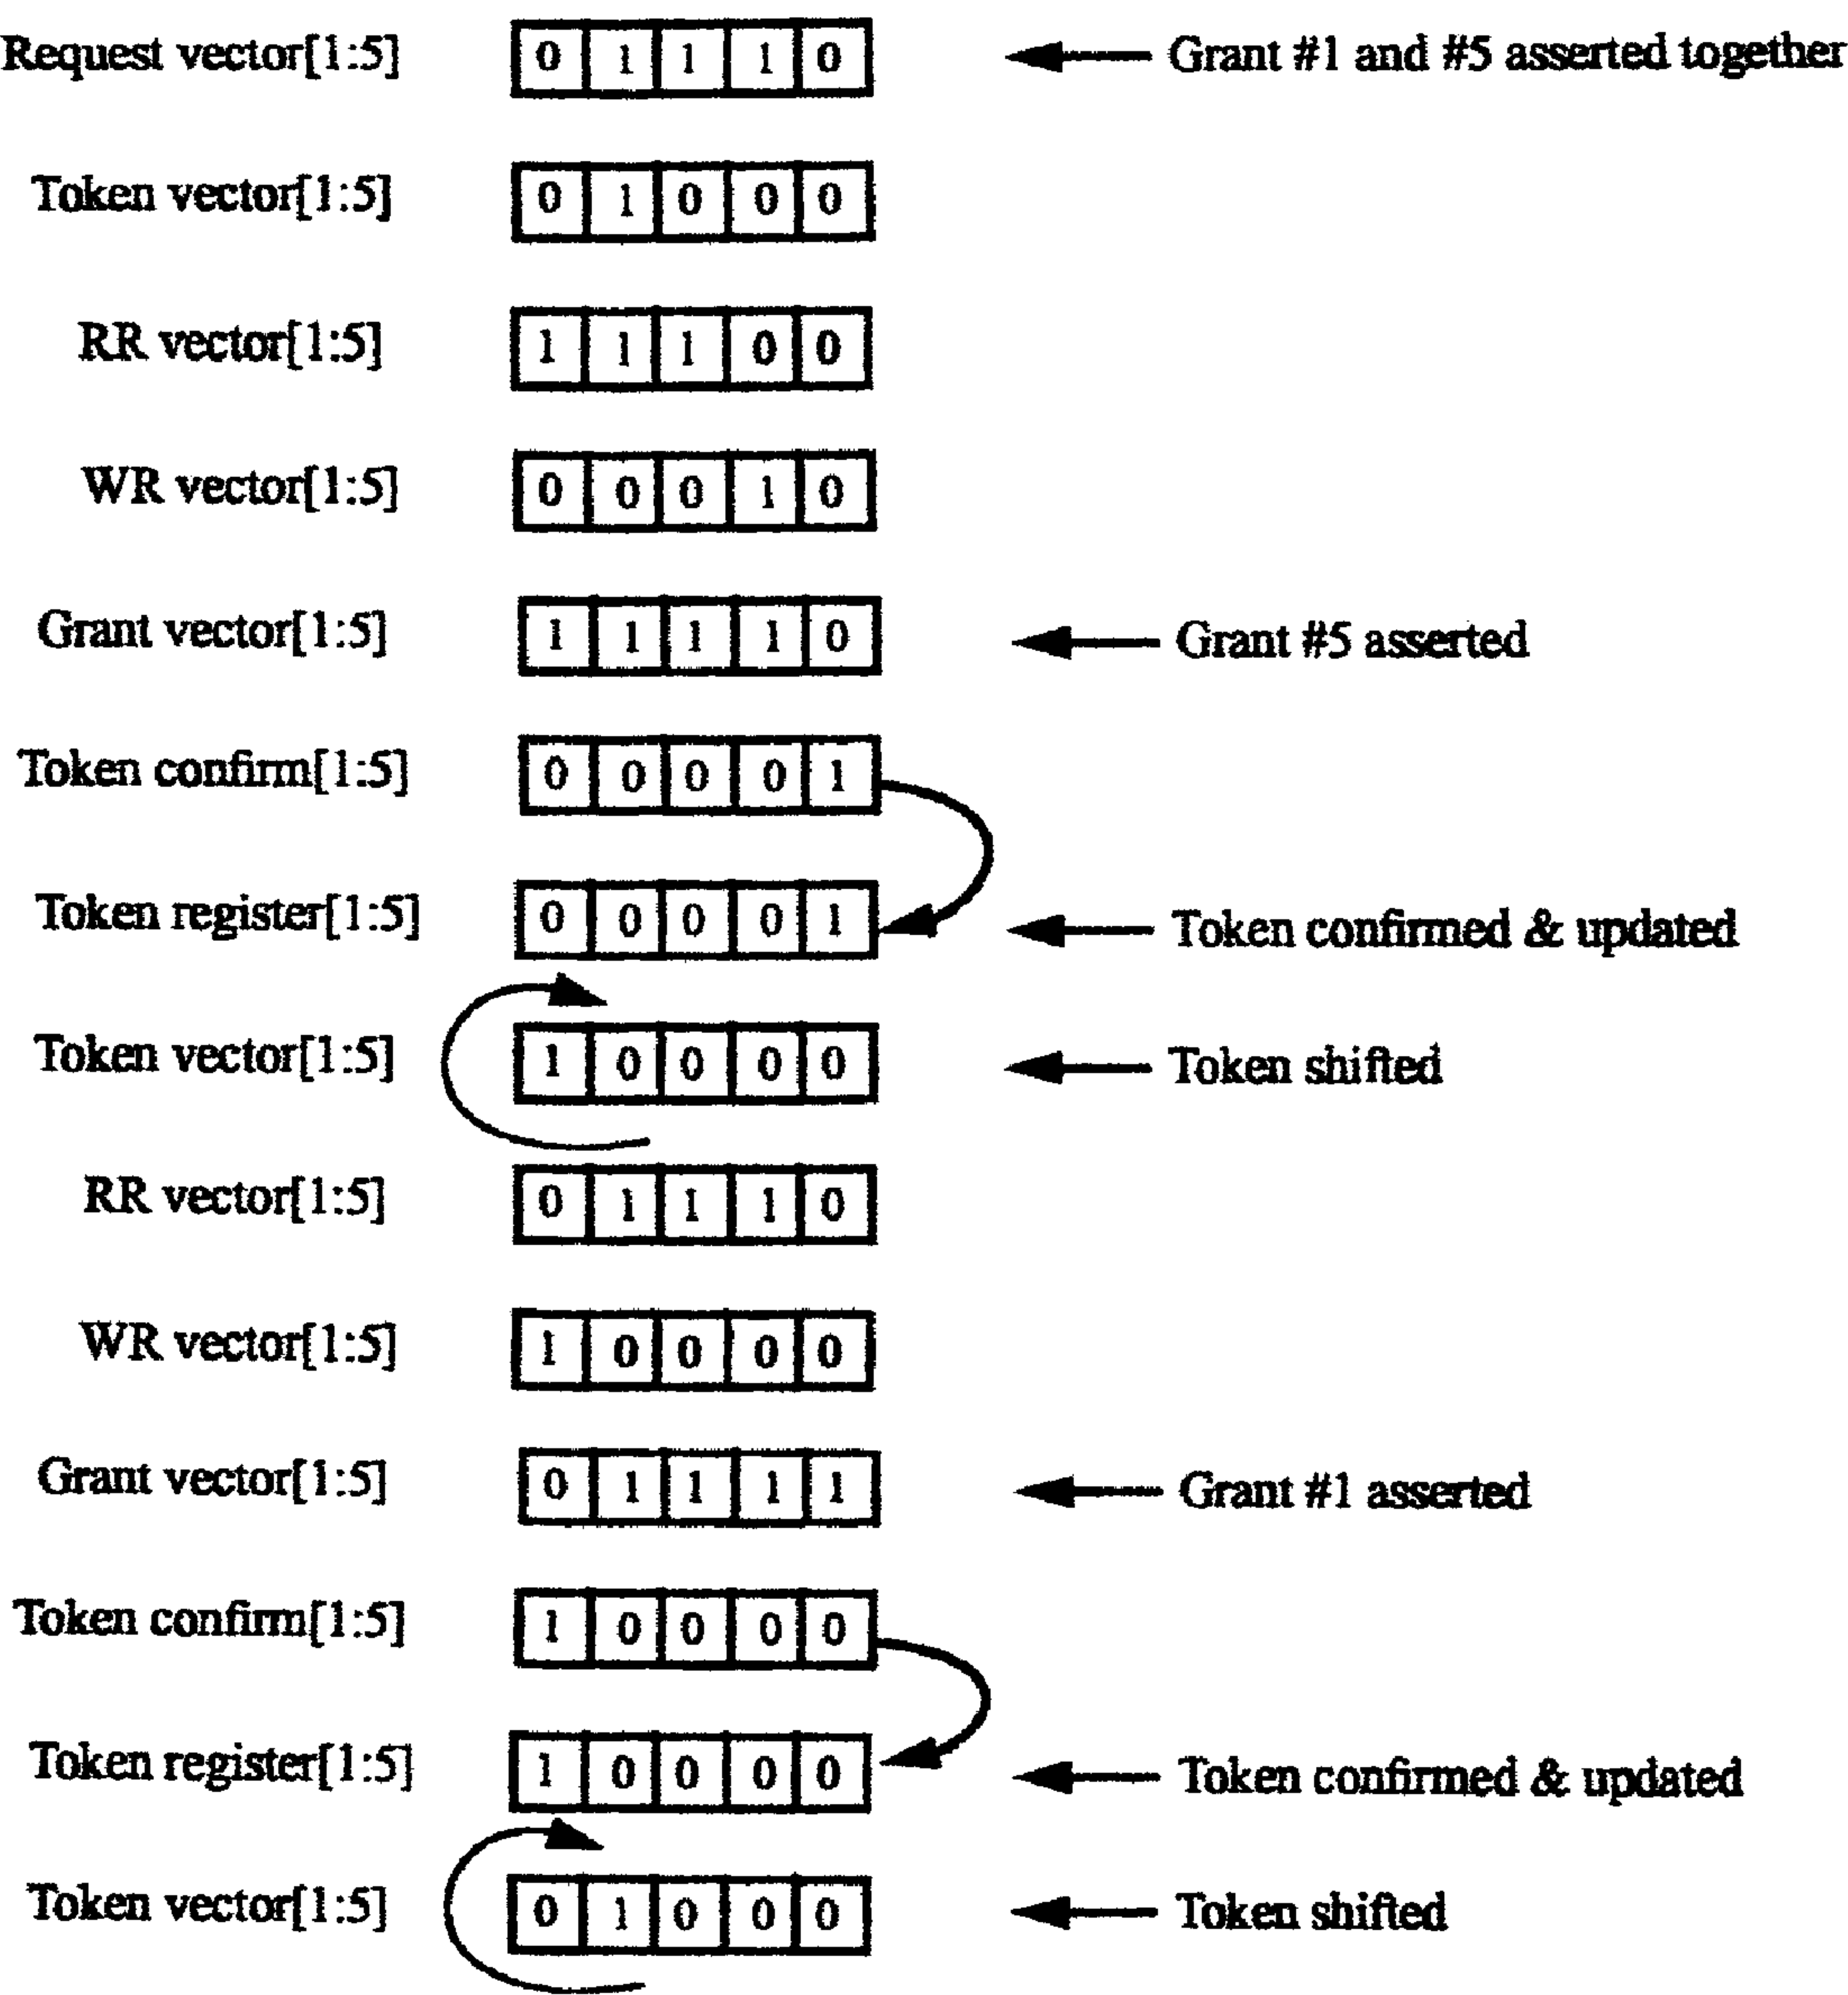 Request vector[1:5] 0 1 1 1 0 Grant #1 and #5 asserted together
Token vector[1:5] 0 1 0 0 0
RR vector[1:5] 1 1 1 0 0
WR vector[1:5] 0 0 0 1 0
Grant vector[1:5] 1 1 1 1 0 Grant #5 asserted
Token confirm[1:5] 0 0 0 0 1
Token register[1:5] 0 0 0 0 1 Token confirmed & updated
Token vector[1:5] 1 0 0 0 0 Token shifted
RR vector[1:5] 0 1 1 1 0
WR vector[1:5] 1 0 0 0 0
Grant vector[1:5] 0 1 1 1 1 Grant #1 asserted
Token confirm[1:5] 1 0 0 0 0
Token register[1:5] 1 0 0 0 0 Token confirmed & updated
Token vector[1:5] 0 1 0 0 0 Token shifted